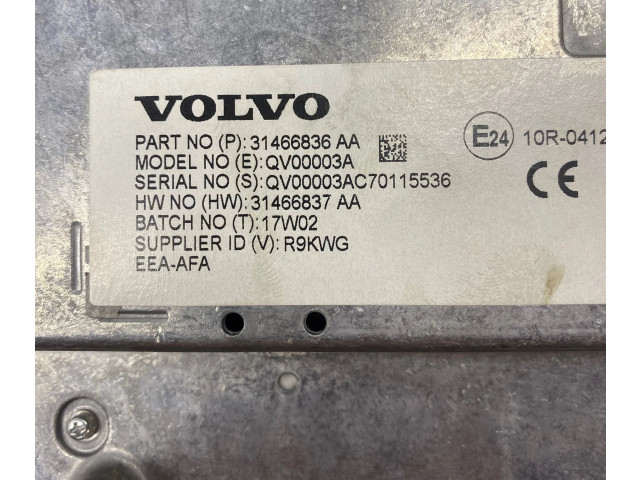 VOLVO
PART NO (P): 31466836 AA
MODEL NO (E): QV00003A
SERIAL NO (S): QV00003AC70115536
HW NO (HW): 31466837 AA
BATCH NO (T): 17W02
SUPPLIER ID (V): R9KWG
EEA-AFA
E24 10R-0412
CE